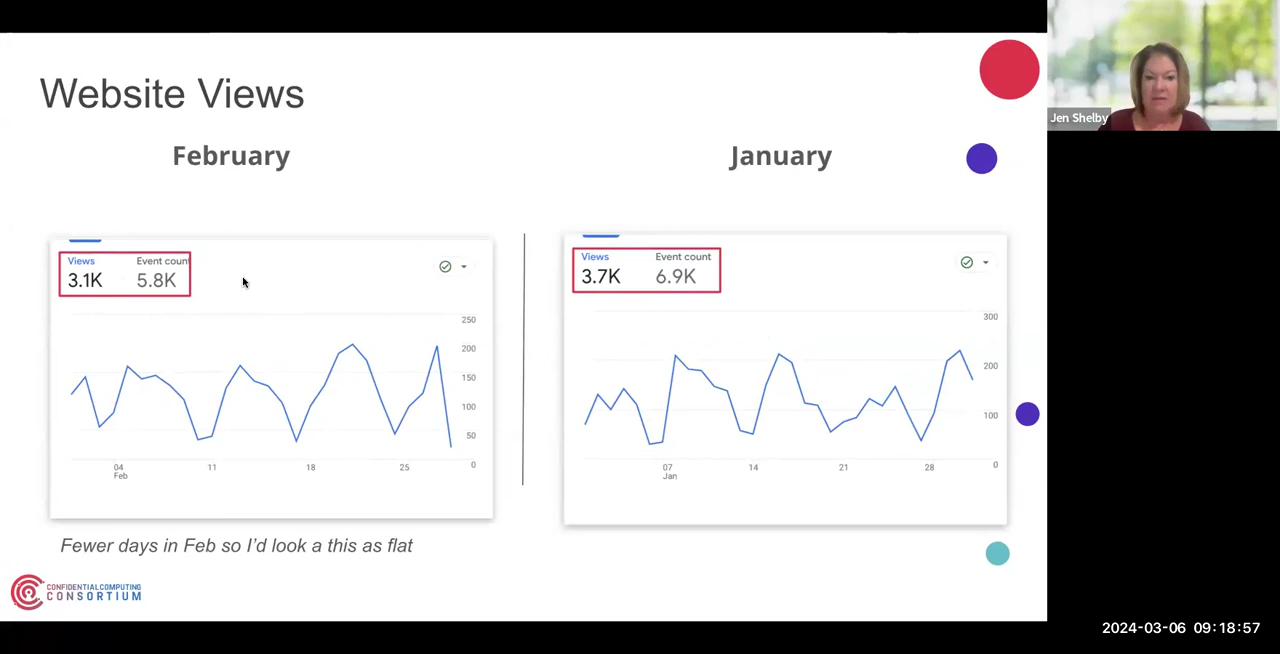 Website Views
February
January
Views
Event count
3.1K
5.8K
250
200
150
100
50
0
04
Feb
11
18
25
Views
Event count
3.7K
6.9K
300
200
100
0
07
Jan
14
21
28
Fewer days in Feb so I'd look a this as flat
CONFIDENTIAL COMPUTING
CONSORTIUM
Jen Shelby
2024-03-06 09:18:57